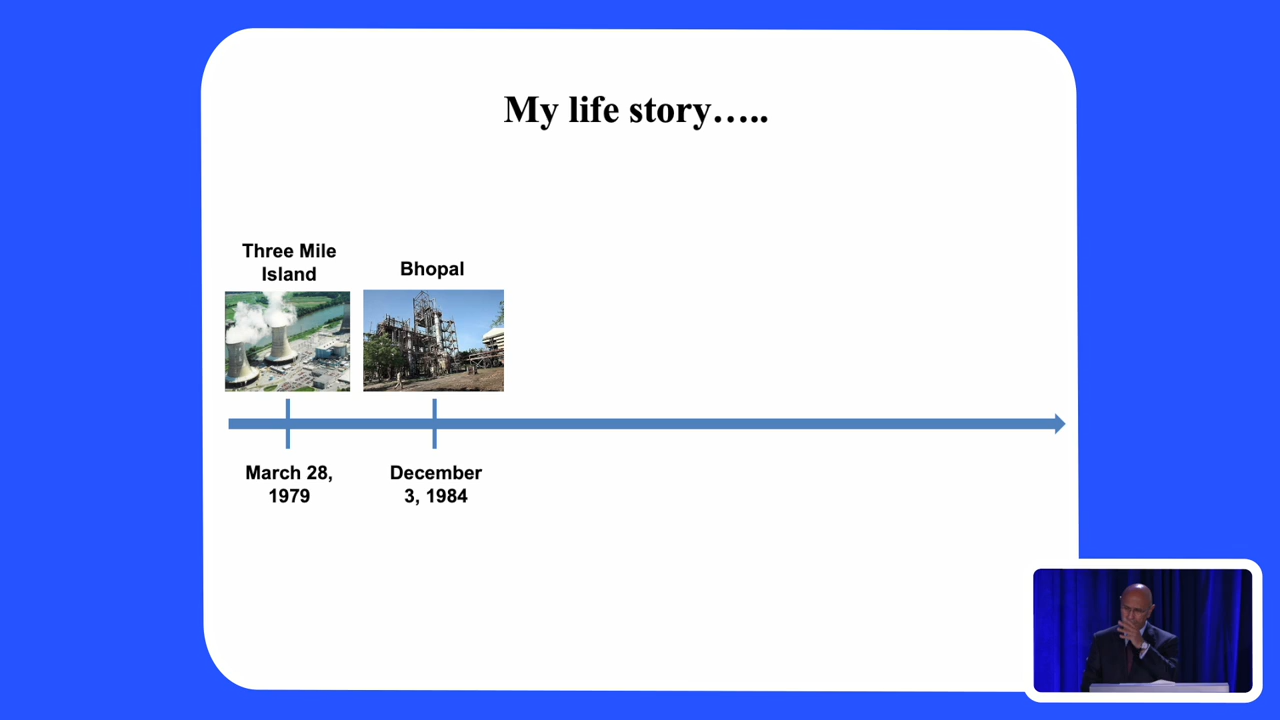 My life story…..
Three Mile
Island
Bhopal
March 28,
1979
December
3, 1984